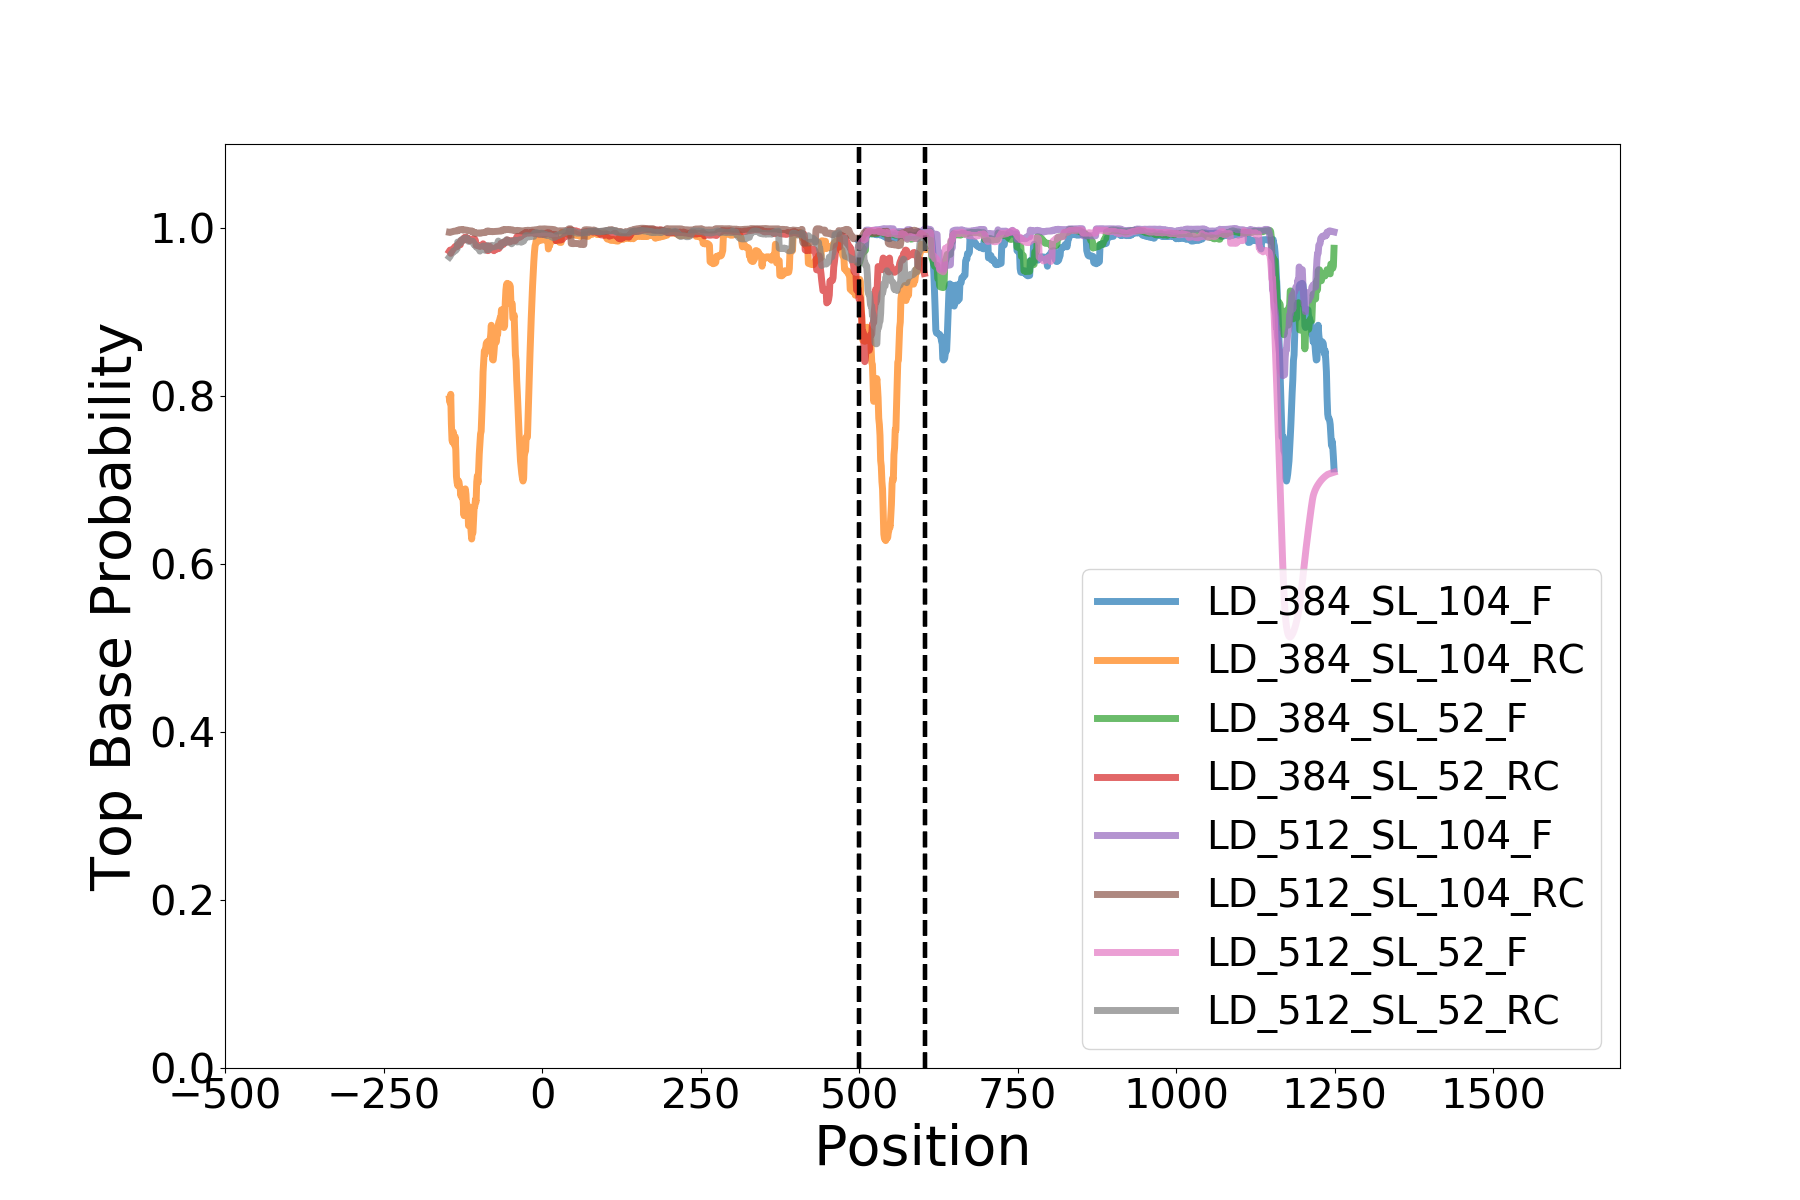 Top Base Probability
1.0
0.8
0.6
0.4
0.2
0.0
−500 −250 0 250 500 750 1000 1250 1500
Position
LD_384_SL_104_F
LD_384_SL_104_RC
LD_384_SL_52_F
LD_384_SL_52_RC
LD_512_SL_104_F
LD_512_SL_104_RC
LD_512_SL_52_F
LD_512_SL_52_RC